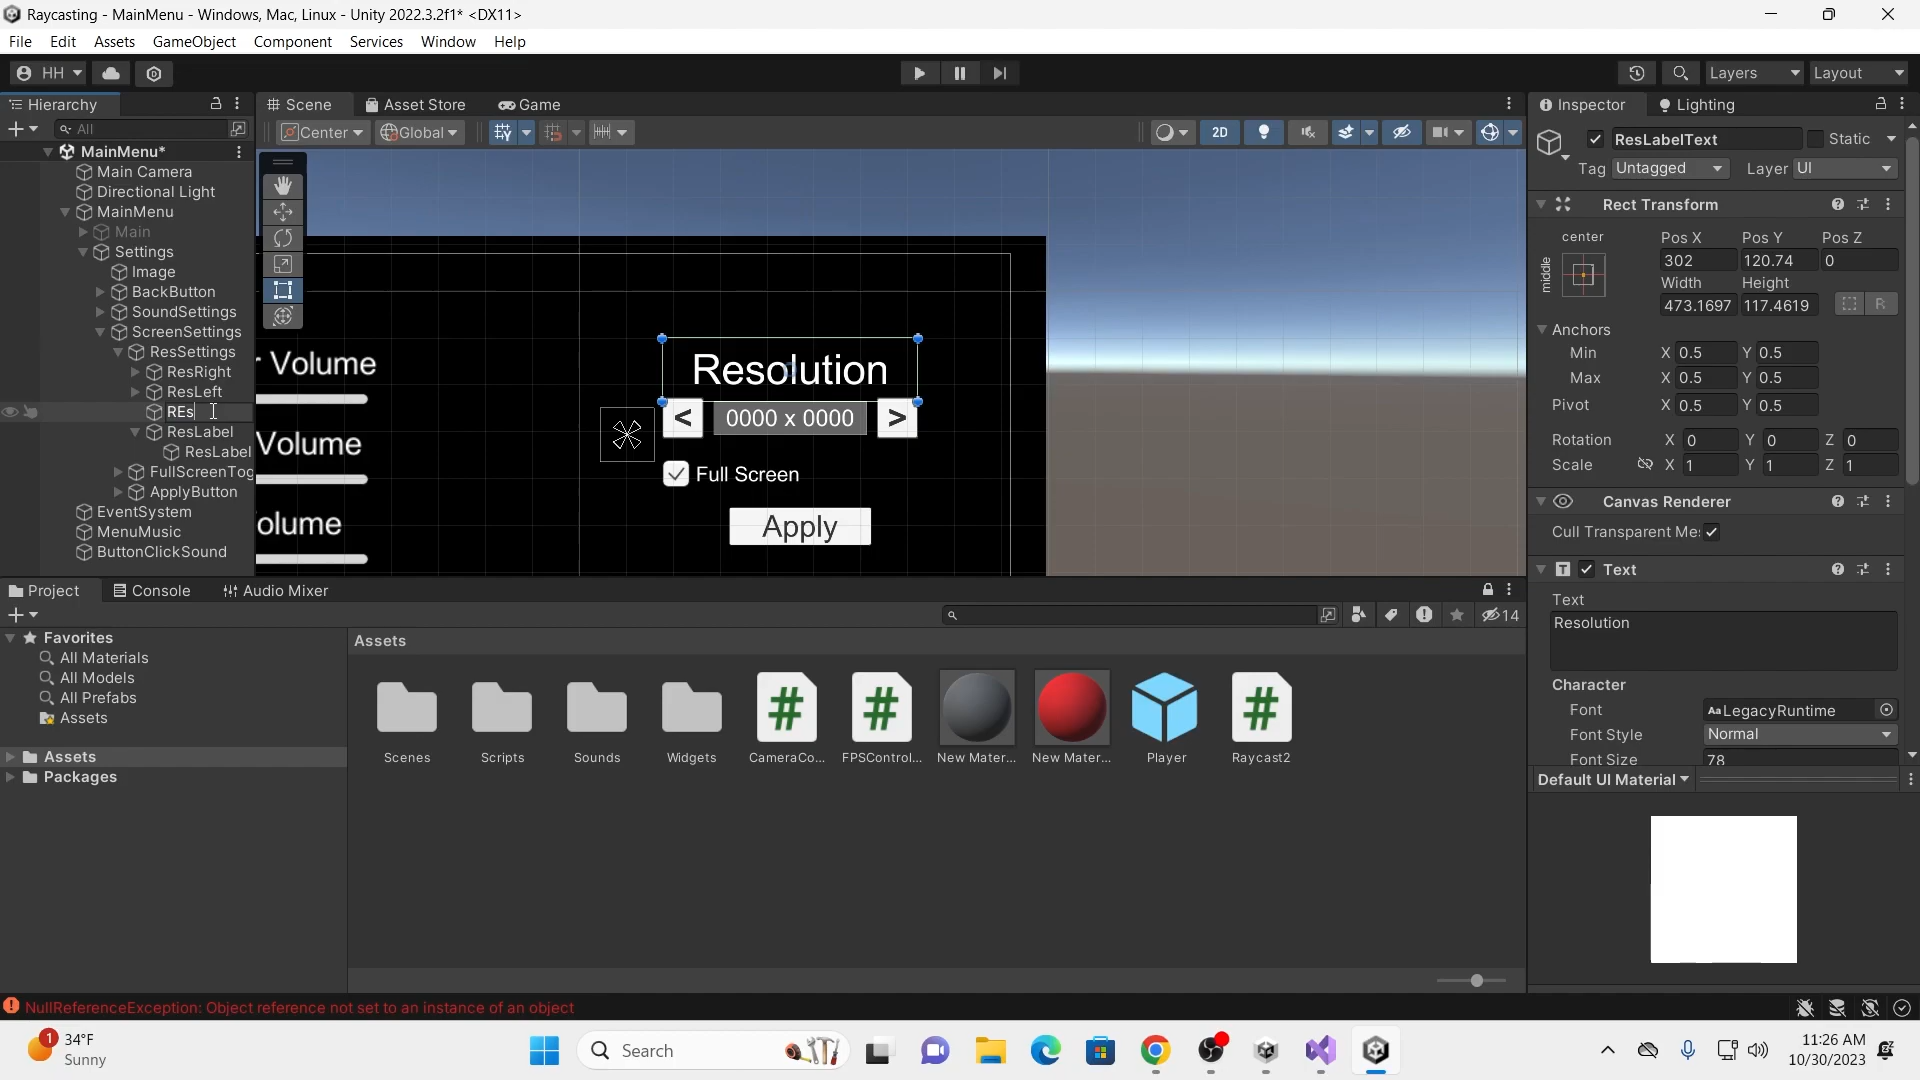 Raycasting - MainMenu - Windows, Mac, Linux - Unity 2022.3.2f1* <DX11>
File Edit Assets GameObject Component Services Window Help
HH Layers Layout
Hierarchy
All
MainMenu*
Main Camera
Directional Light
MainMenu
Main
Settings
Image
BackButton
SoundSettings
ScreenSettings
ResSettings
ResRight
ResLeft
REs
ResLabel
ResLabel
FullScreenTog
ApplyButton
EventSystem
MenuMusic
ButtonClickSound
Scene Asset Store Game
Center Global 2D
r Volume
Volume
olume
Resolution
< 0000 x 0000 >
Full Screen
Apply
Inspector Lighting
ResLabelText Static
Tag Untagged Layer UI
Rect Transform
center
middle
Pos X Pos Y Pos Z
302 120.74 0
Width Height
473.1697 117.4619 R
Anchors
Min X 0.5 Y 0.5
Max X 0.5 Y 0.5
Pivot X 0.5 Y 0.5
Rotation X 0 Y 0 Z 0
Scale X 1 Y 1 Z 1
Canvas Renderer
Cull Transparent Me
Text
Text
Resolution
Character
Font Aa LegacyRuntime
Font Style Normal
Font Size 78
Default UI Material
Project Console Audio Mixer
14
Favorites
All Materials
All Models
All Prefabs
Assets
Assets
Packages
Assets
Scenes Scripts Sounds Widgets CameraCo... FPSControl... New Mater... New Mater... Player Raycast2
NullReferenceException: Object reference not set to an instance of an object
1
34°F
Sunny
Search
11:26 AM
10/30/2023